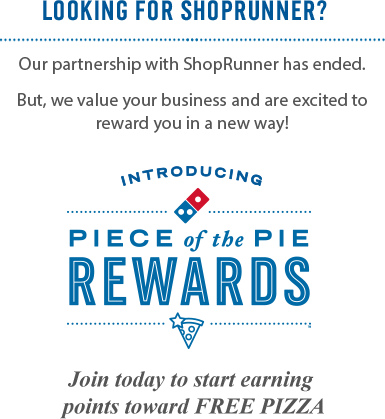 LOOKING FOR SHOPRUNNER?
Our partnership with ShopRunner has ended.
But, we value your business and are excited to
reward you in a new way!
INTRODUCING
PIECE of the PIE
REWARDS
Join today to start earning
points toward FREE PIZZA